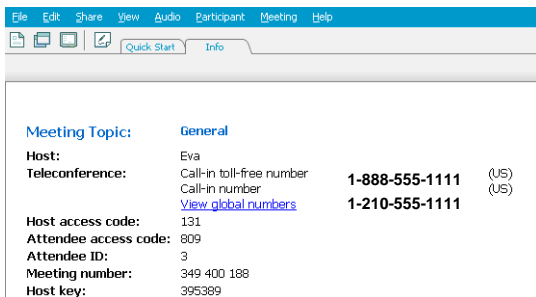 File Edit Share View Audio Participant Meeting Help
Quick Start Info
Meeting Topic: General
Host: Eva
Teleconference: Call-in toll-free number 1-888-555-1111 (US)
Call-in number (US)
View global numbers 1-210-555-1111
Host access code: 131
Attendee access code: 809
Attendee ID: 3
Meeting number: 349 400 188
Host key: 395389